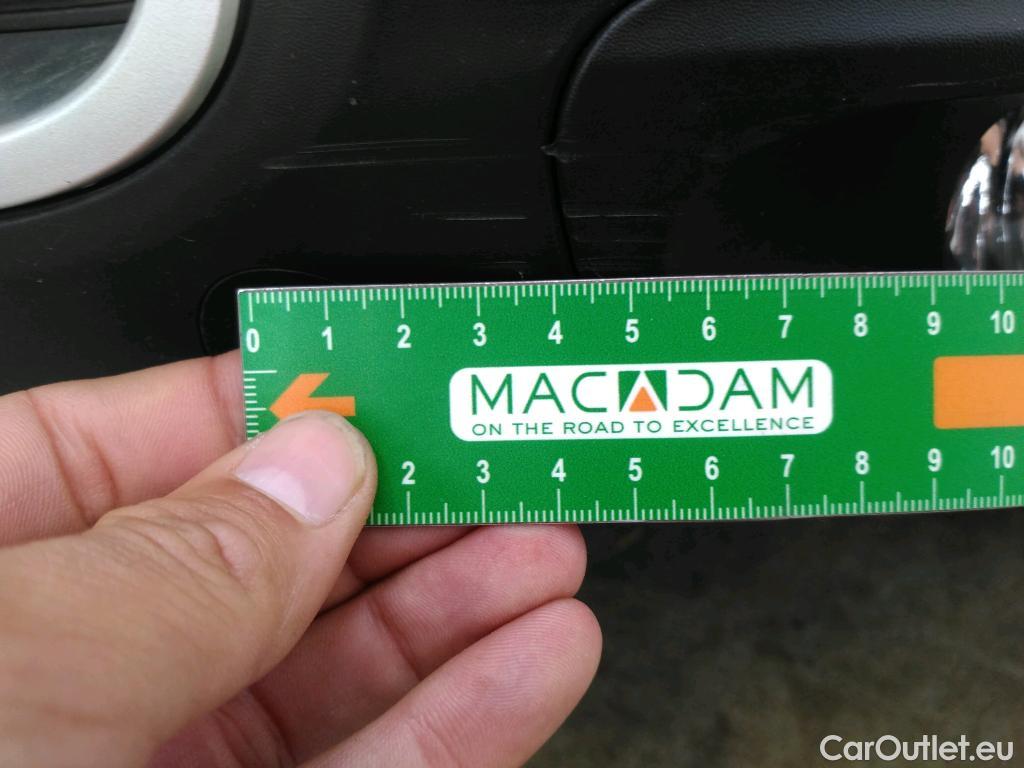 0 1 2 3 4 5 6 7 8 9 10
MACADAM
ON THE ROAD TO EXCELLENCE
2 3 4 5 6 7 8 9 10
CarOutlet.eu